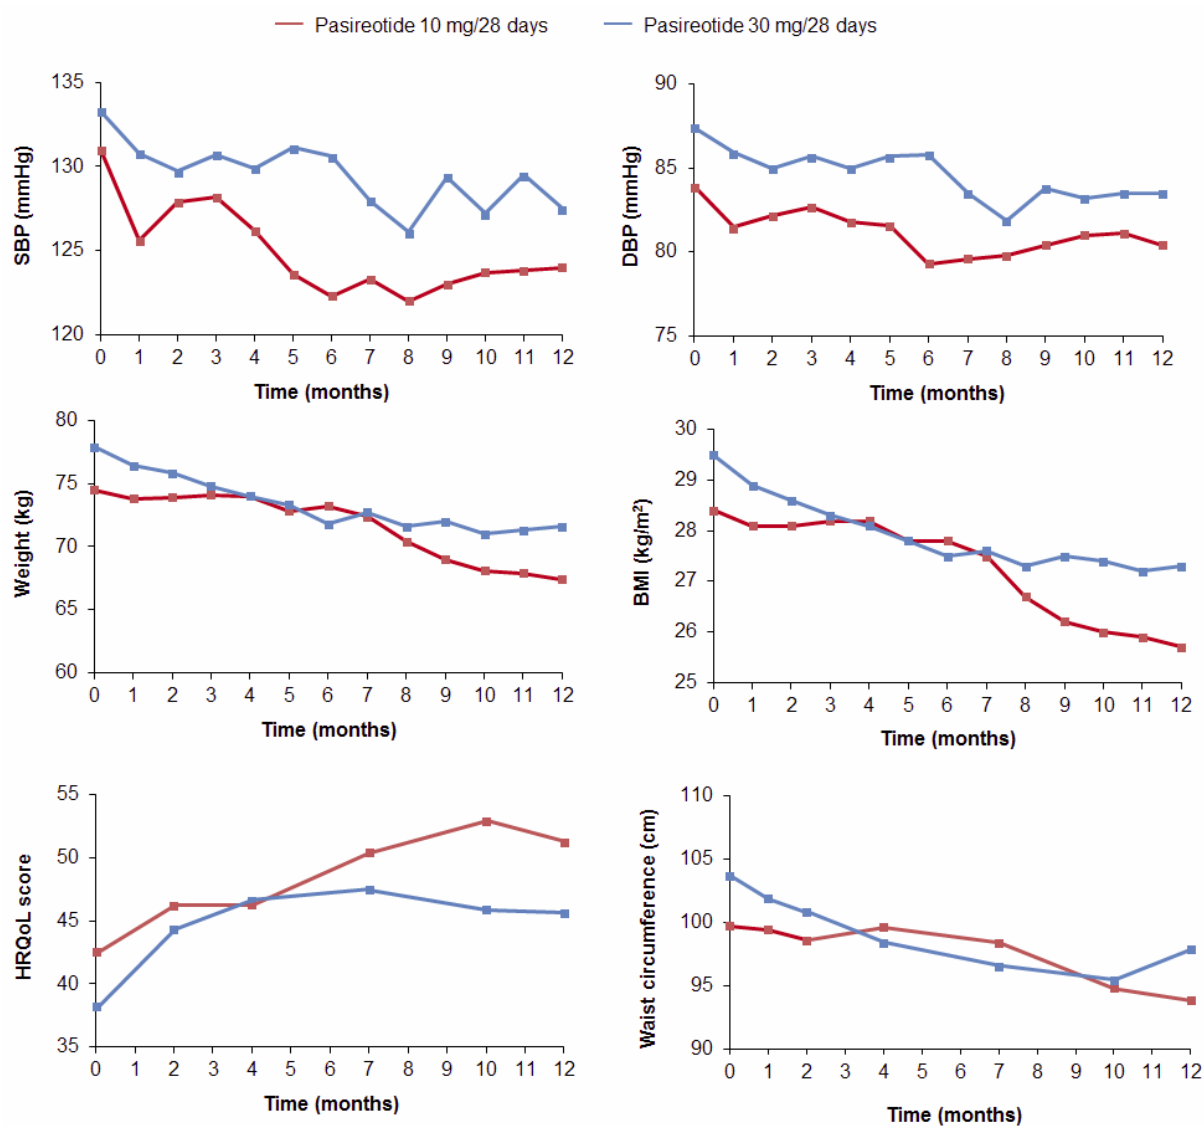 Pasireotide 10 mg/28 days Pasireotide 30 mg/28 days
SBP (mmHg)
135
130
125
120
0 1 2 3 4 5 6 7 8 9 10 11 12
Time (months)
DBP (mmHg)
90
85
80
75
0 1 2 3 4 5 6 7 8 9 10 11 12
Time (months)
Weight (kg)
80
75
70
65
60
0 1 2 3 4 5 6 7 8 9 10 11 12
Time (months)
BMI (kg/m²)
30
29
28
27
26
25
0 1 2 3 4 5 6 7 8 9 10 11 12
Time (months)
HRQoL score
55
50
45
40
35
0 1 2 3 4 5 6 7 8 9 10 11 12
Time (months)
Waist circumference (cm)
110
105
100
95
90
0 1 2 3 4 5 6 7 8 9 10 11 12
Time (months)